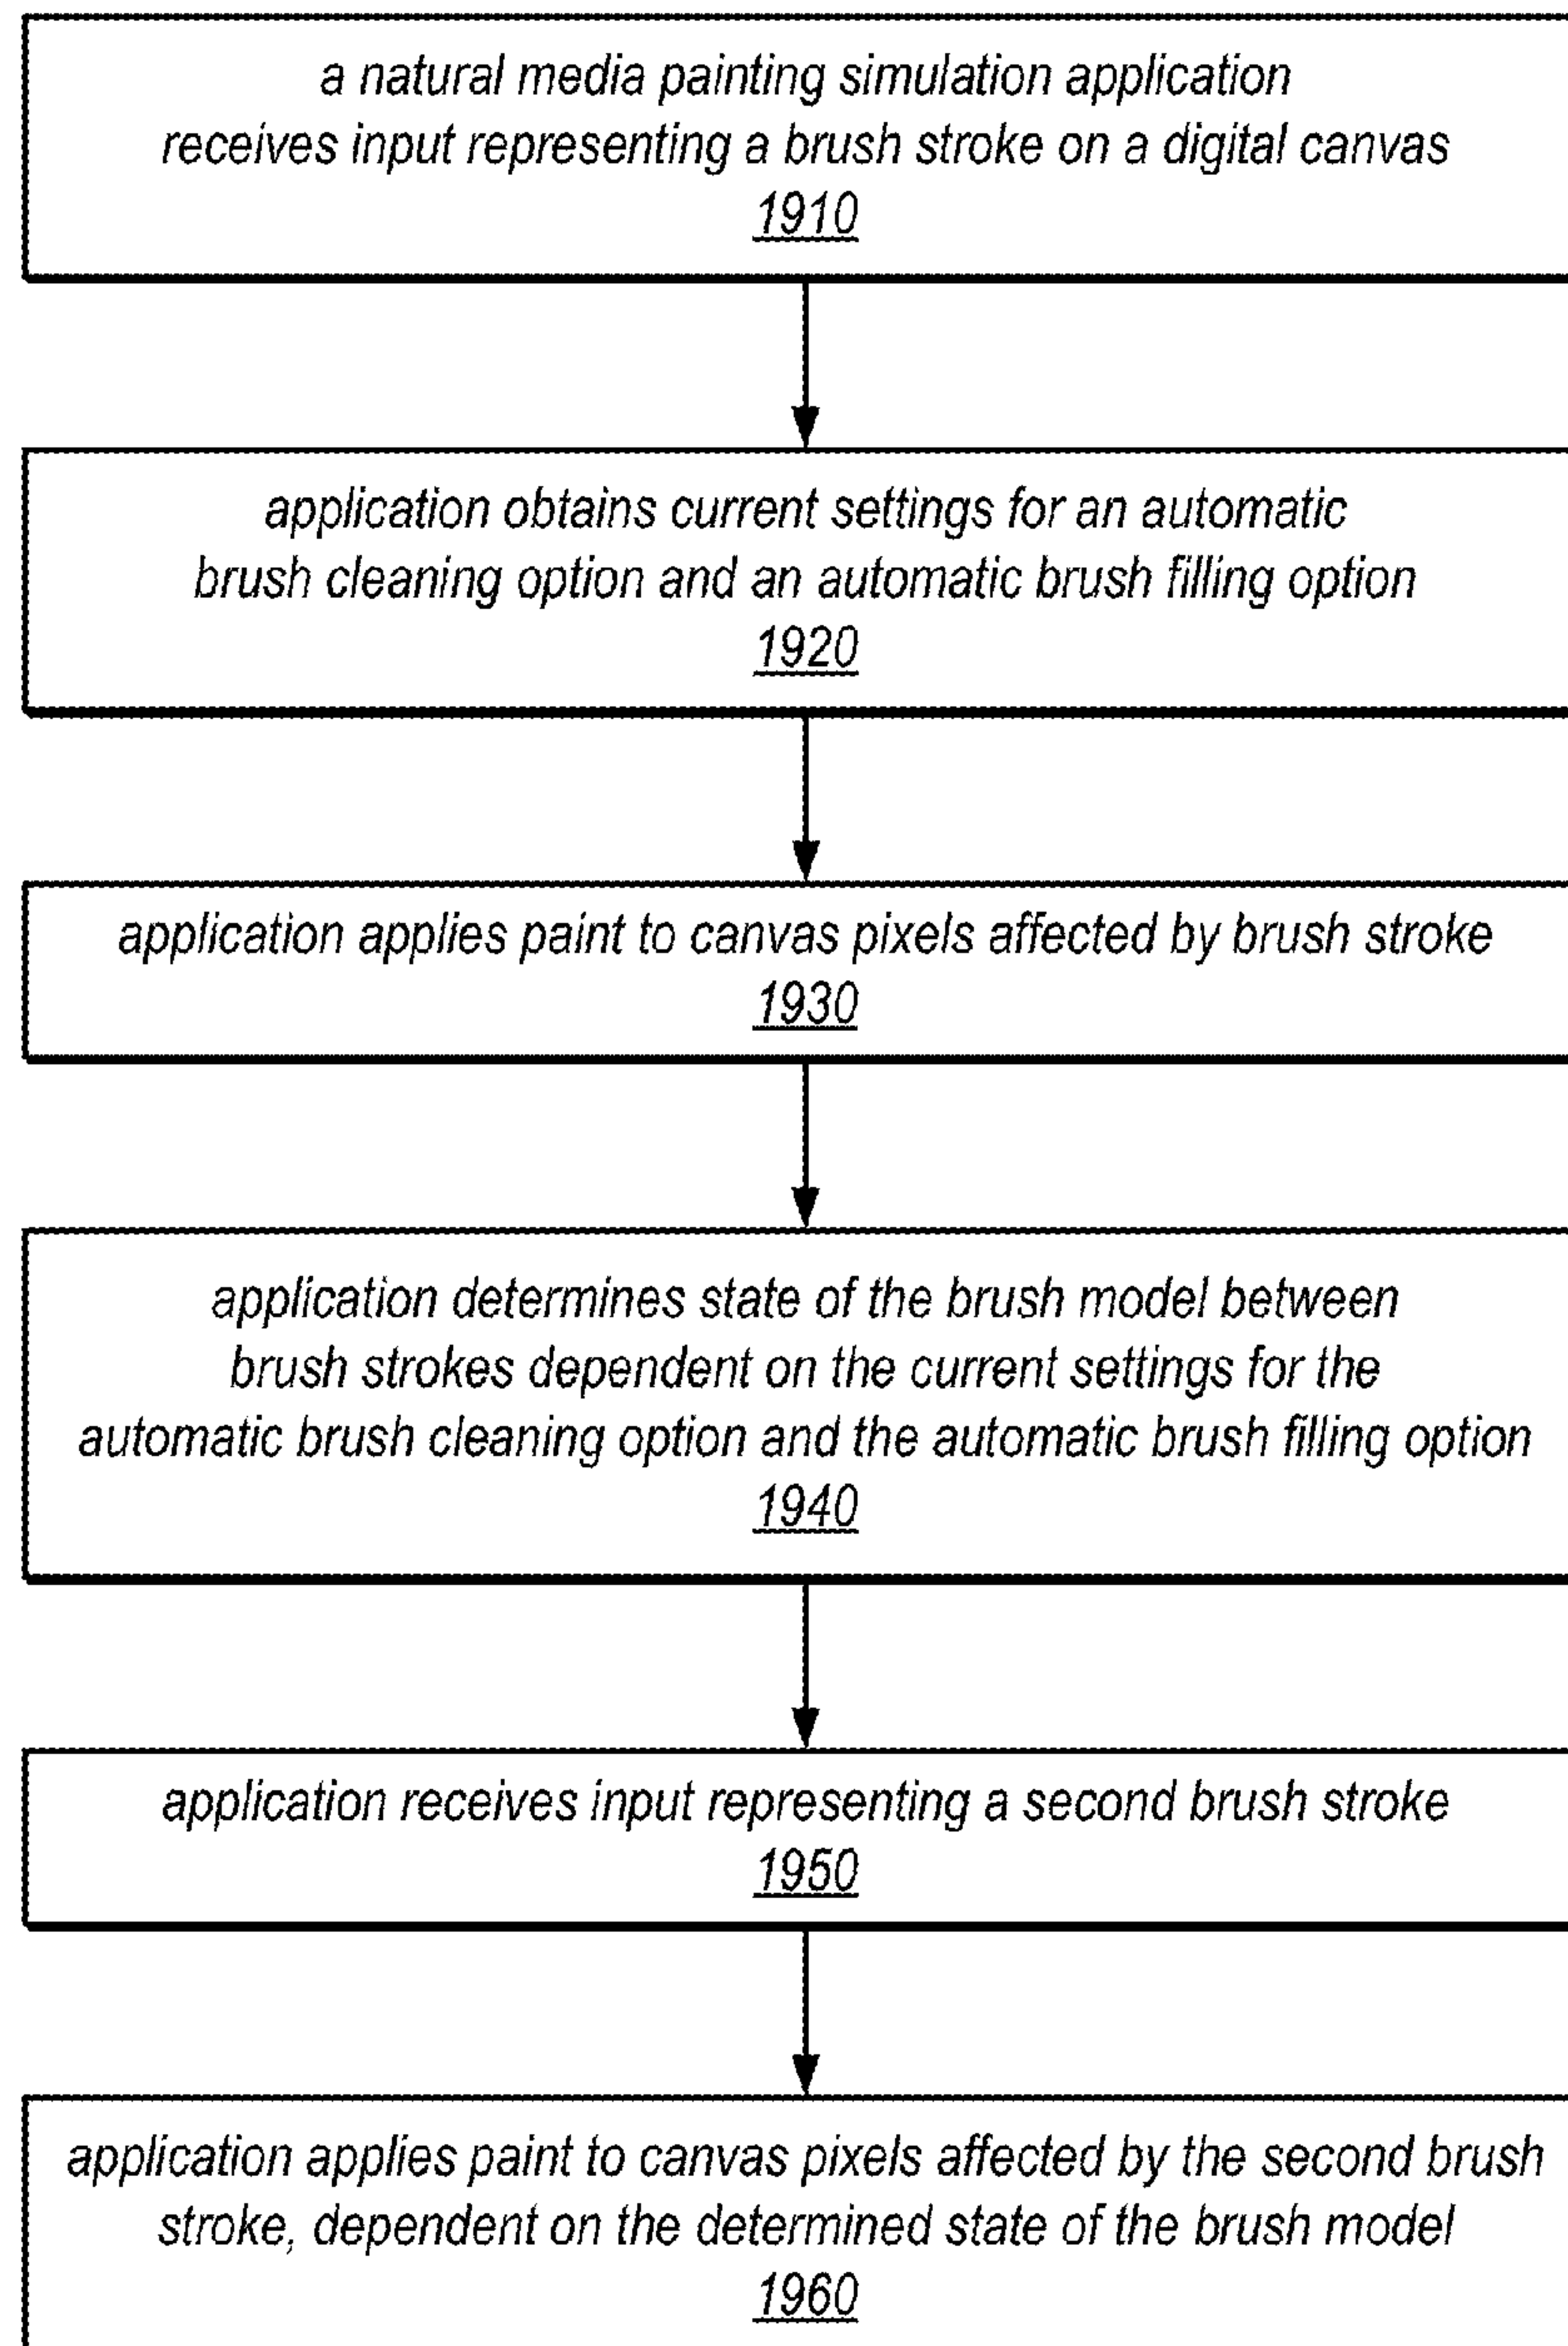 a natural media painting simulation application
receives input representing a brush stroke on a digital canvas
1910
application obtains current settings for an automatic
brush cleaning option and an automatic brush filling option
1920
application applies paint to canvas pixels affected by brush stroke
1930
application determines state of the brush model between
brush strokes dependent on the current settings for the
automatic brush cleaning option and the automatic brush filling option
1940
application receives input representing a second brush stroke
1950
application applies paint to canvas pixels affected by the second brush
stroke, dependent on the determined state of the brush model
1960